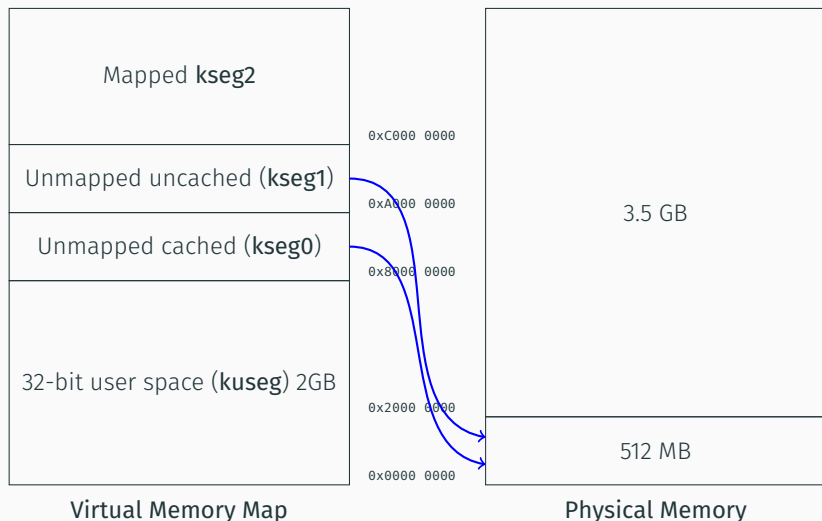 Mapped kseg2
0xC000 0000
Unmapped uncached (kseg1)
0xA000 0000
3.5 GB
Unmapped cached (kseg0)
0x8000 0000
32-bit user space (kuseg) 2GB
0x2000 0000
512 MB
0x0000 0000
Virtual Memory Map
Physical Memory